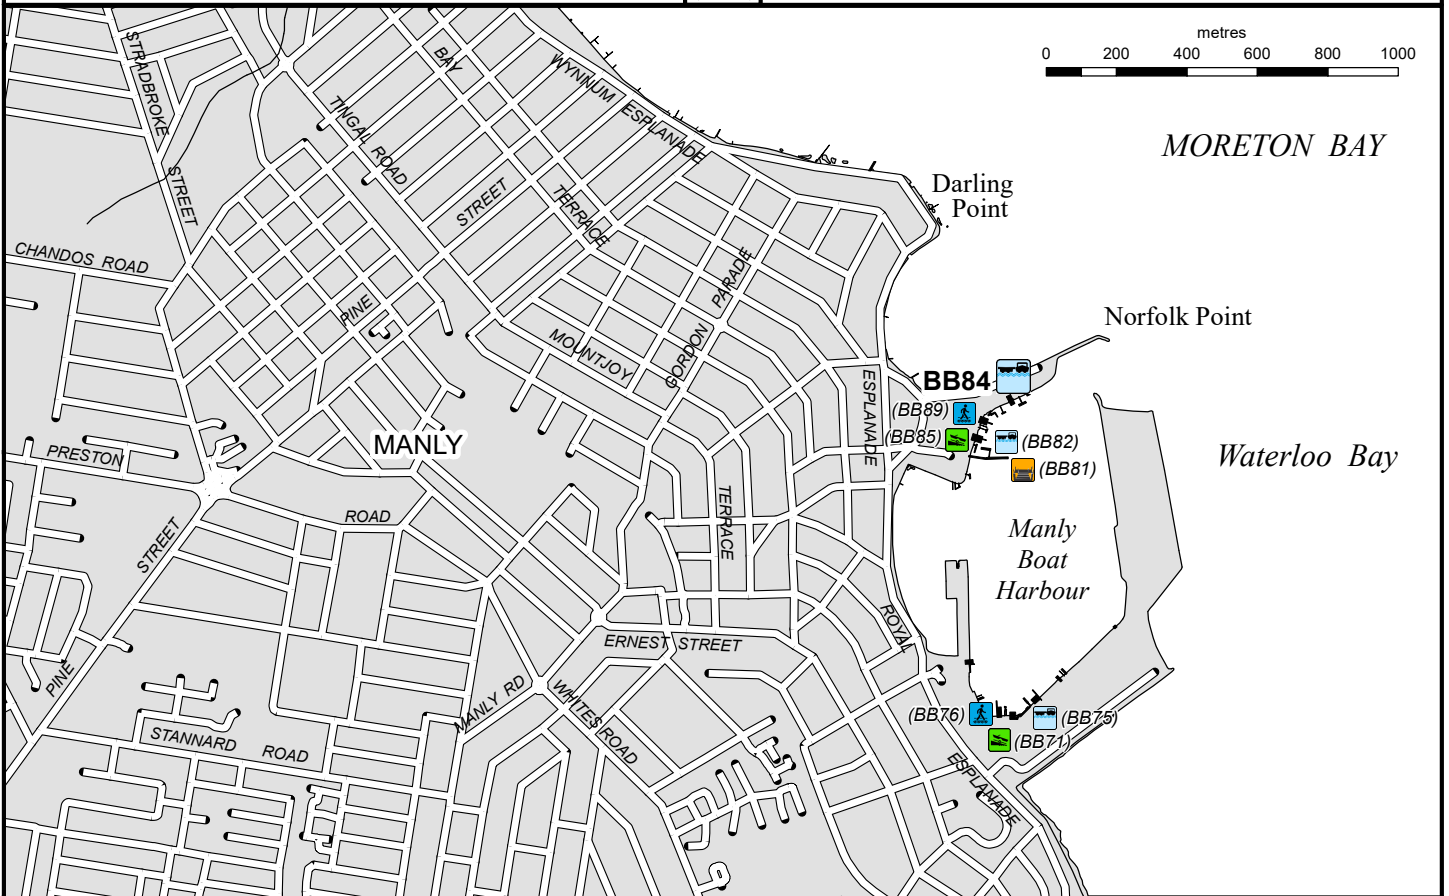 metres
0 200 400 600 800 1000
MORETON BAY
STRADBROKE
STREET
BAY
WYNNUM ESPLANADE
TINGAL ROAD
STREET
TERRACE
Darling
Point
CHANDOS ROAD
PINE
PARADE
GORDON
MOUNTJOY
Norfolk Point
ESPLANADE
BB84
(BB89)
(BB85)
(BB82)
(BB81)
MANLY
Waterloo Bay
PRESTON
ROAD
STREET
TERRACE
Manly
Boat
Harbour
ROYAL
ERNEST STREET
PINE
MANLY RD
WHITES ROAD
STANNARD ROAD
(BB76)
(BB75)
(BB71)
ESPLANADE